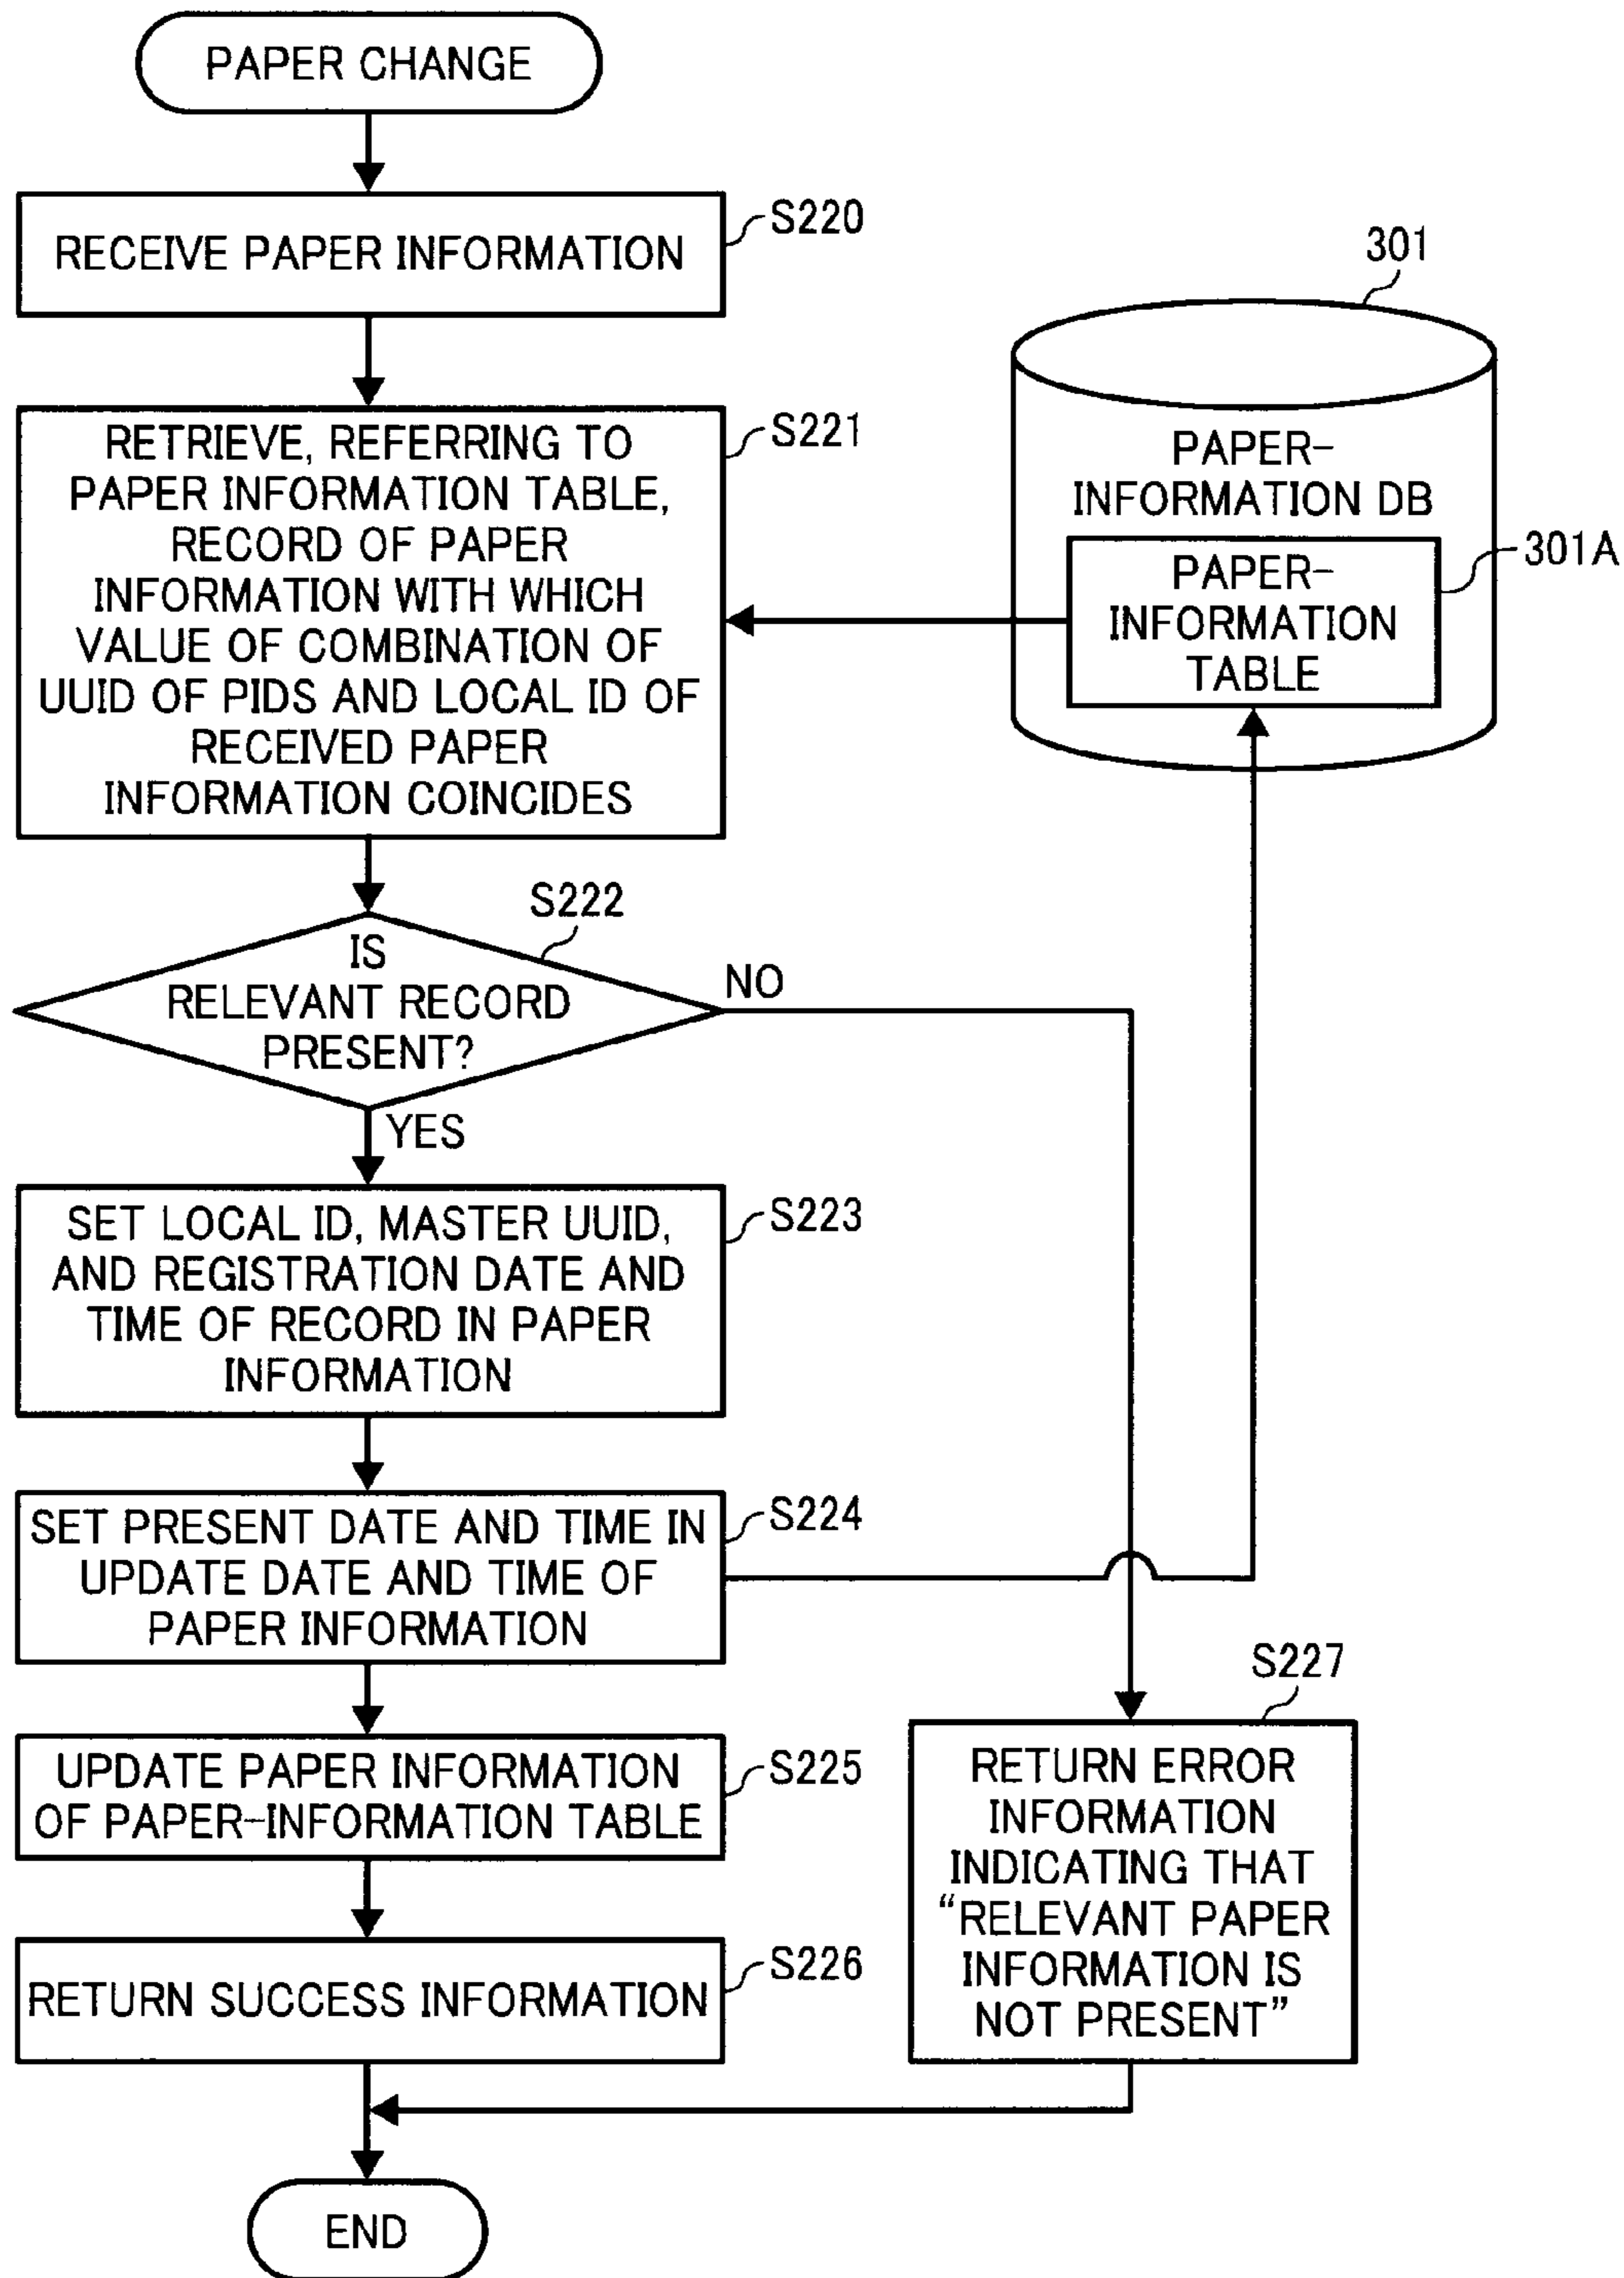 PAPER CHANGE
S220
RECEIVE PAPER INFORMATION
301
S221
RETRIEVE, REFERRING TO
PAPER INFORMATION TABLE,
RECORD OF PAPER
INFORMATION WITH WHICH
VALUE OF COMBINATION OF
UUID OF PIDS AND LOCAL ID OF
RECEIVED PAPER
INFORMATION COINCIDES
PAPER-
INFORMATION DB
301A
PAPER-
INFORMATION
TABLE
S222
IS
RELEVANT RECORD
PRESENT?
NO
YES
S223
SET LOCAL ID, MASTER UUID,
AND REGISTRATION DATE AND
TIME OF RECORD IN PAPER
INFORMATION
S224
SET PRESENT DATE AND TIME IN
UPDATE DATE AND TIME OF
PAPER INFORMATION
S225
UPDATE PAPER INFORMATION
OF PAPER-INFORMATION TABLE
S226
RETURN SUCCESS INFORMATION
S227
RETURN ERROR
INFORMATION
INDICATING THAT
“RELEVANT PAPER
INFORMATION IS
NOT PRESENT”
END